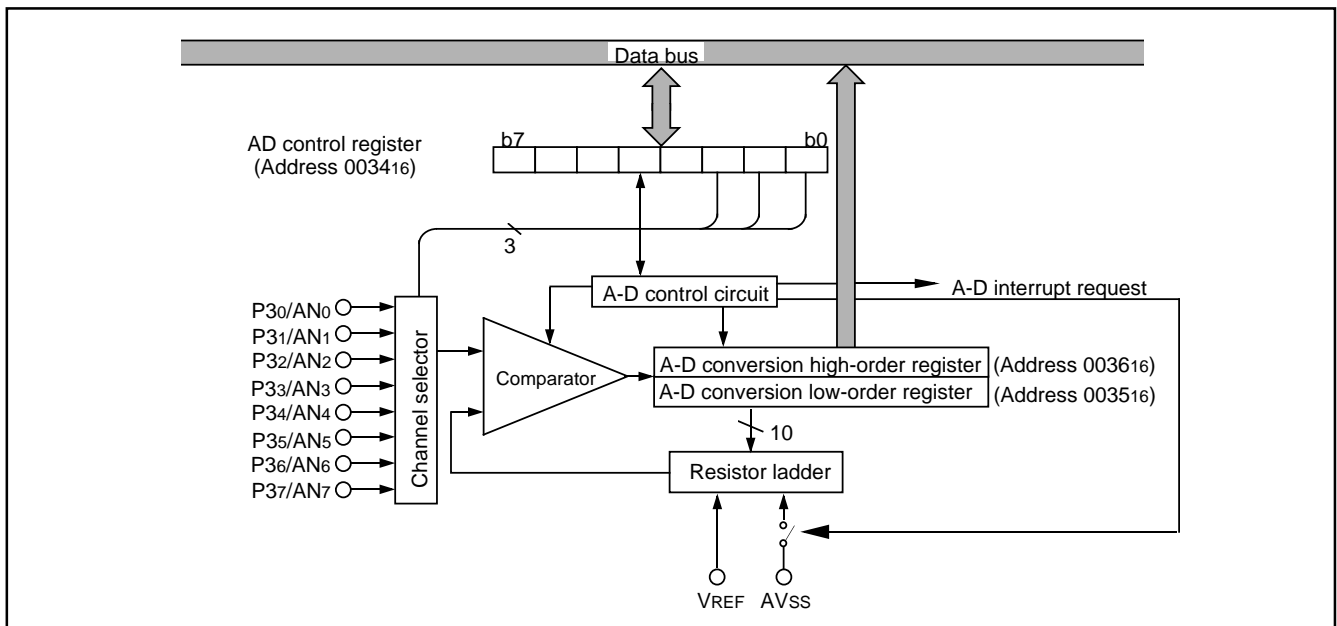 Data bus
AD control register
(Address 003416)
b7
b0
3
A-D control circuit
A-D interrupt request
P30/AN0
P31/AN1
P32/AN2
P33/AN3
P34/AN4
P35/AN5
P36/AN6
P37/AN7
Channel selector
Comparator
A-D conversion high-order register
(Address 003616)
A-D conversion low-order register
(Address 003516)
10
Resistor ladder
VREF
AVSS